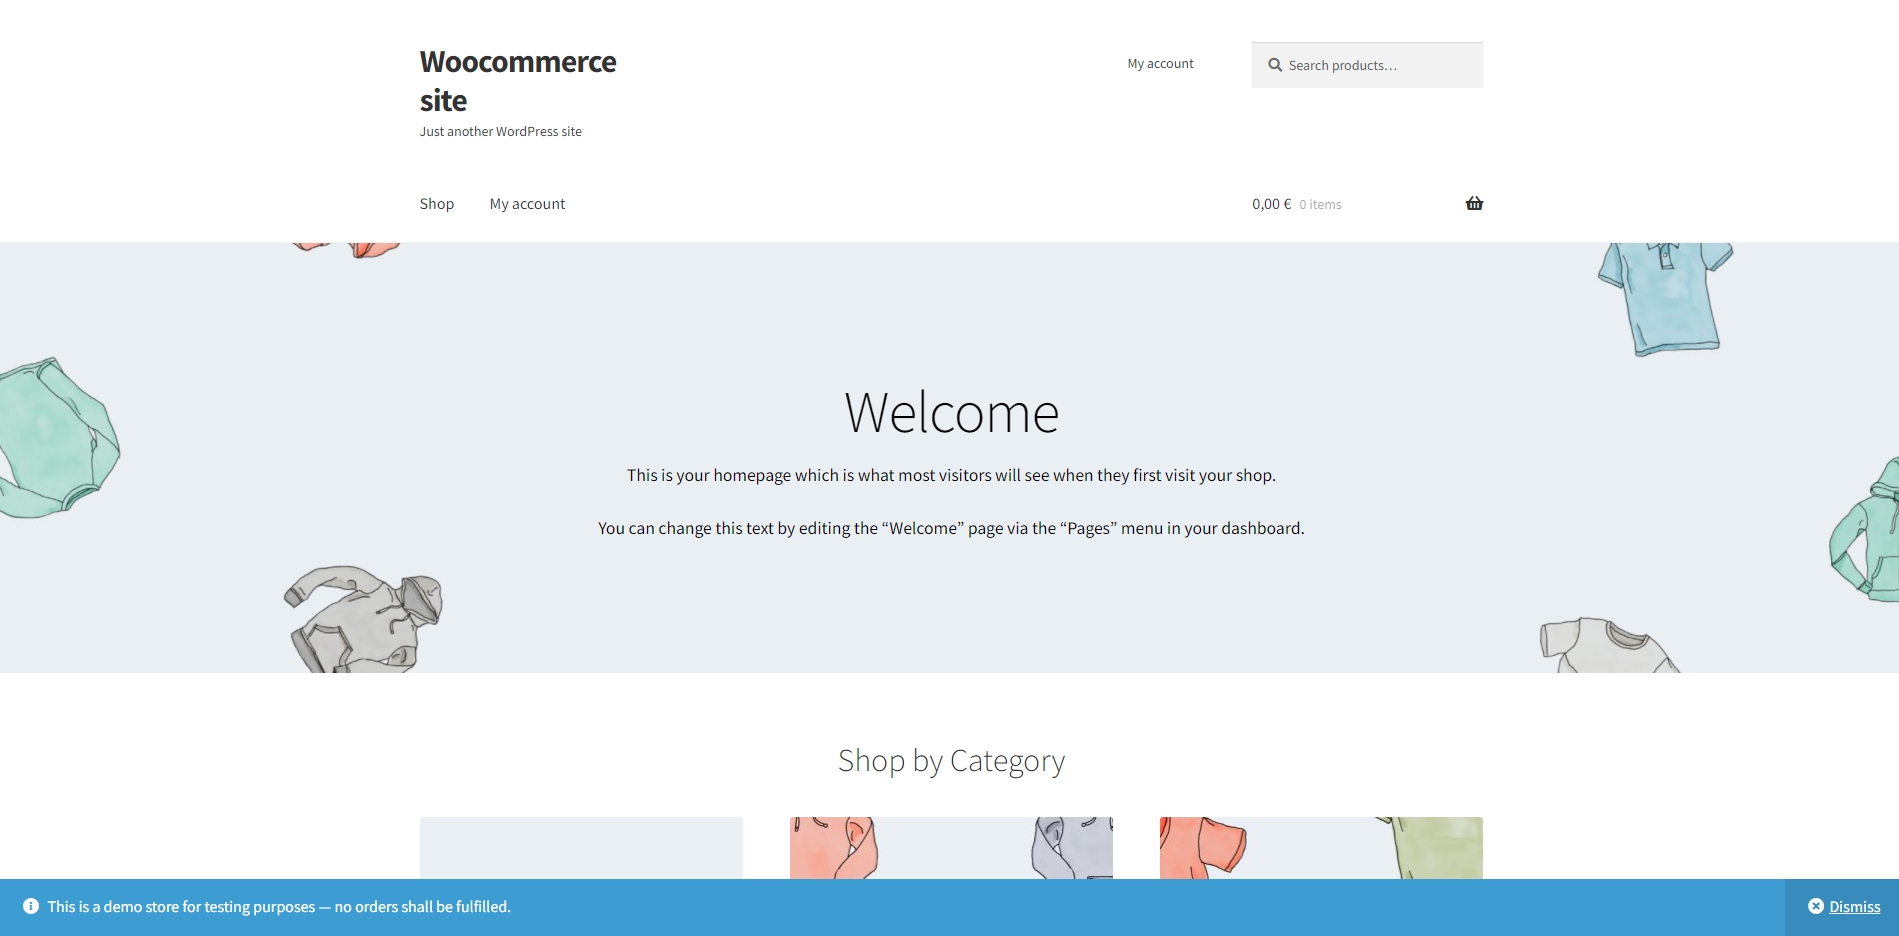 Woocommerce
site
Just another WordPress site
My account
Search products…
Shop
My account
0,00 € 0 items
Welcome
This is your homepage which is what most visitors will see when they first visit your shop.
You can change this text by editing the “Welcome” page via the “Pages” menu in your dashboard.
Shop by Category
This is a demo store for testing purposes — no orders shall be fulfilled.
Dismiss